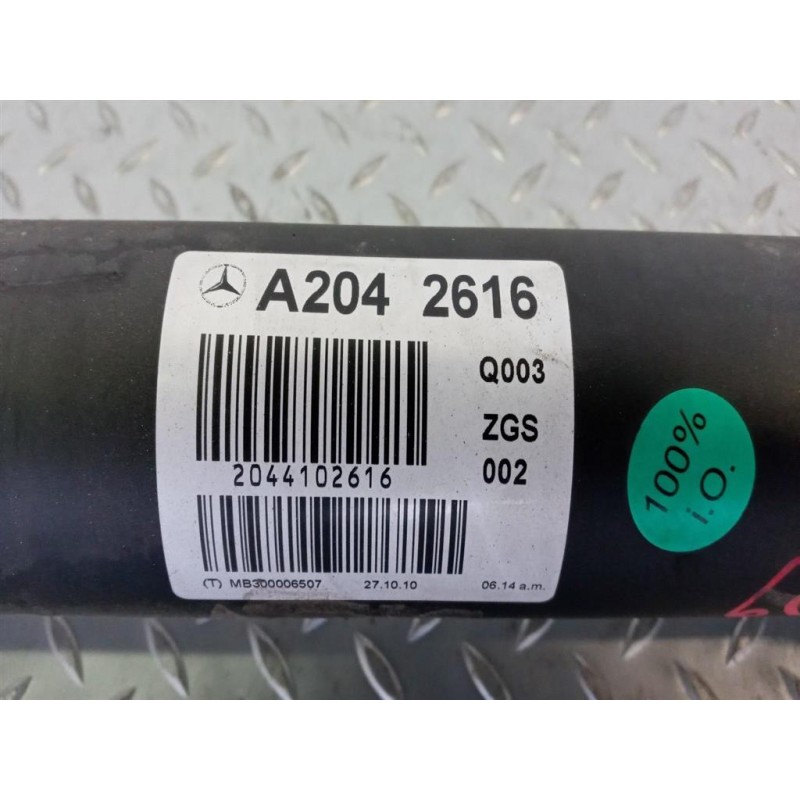 A204 2616
Q003
ZGS
2044102616
002
(T) MB300006507 27.10.10 06.14 a.m.
100%
i.O.